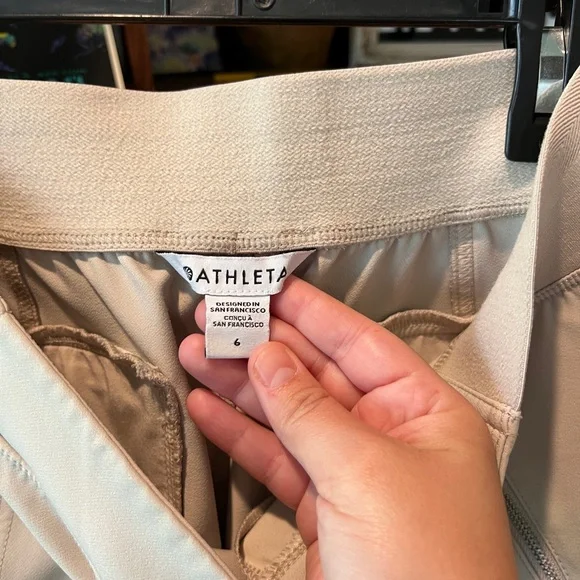 ATHLETA
DESIGNED IN
SAN FRANCISCO
CONÇU À
SAN FRANCISCO
6